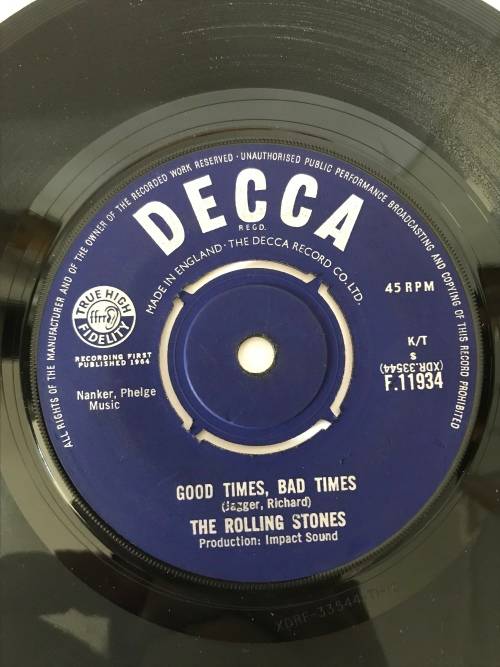 ALL RIGHTS OF THE MANUFACTURER AND OF THE OWNER OF THE RECORDED WORK RESERVED · UNAUTHORISED PUBLIC PERFORMANCE BROADCASTING AND COPYING OF THIS RECORD PROHIBITED
DECCA
REGD.
MADE IN ENGLAND · THE DECCA RECORD CO. LTD.
TRUE HIGH
ffrr
FIDELITY
RECORDING FIRST
PUBLISHED 1964
Nanker, Phelge
Music
45 RPM
K/T
S
(XDR.33544)
F.11934
GOOD TIMES, BAD TIMES
(Jagger, Richard)
THE ROLLING STONES
Production: Impact Sound
XDRF-33544